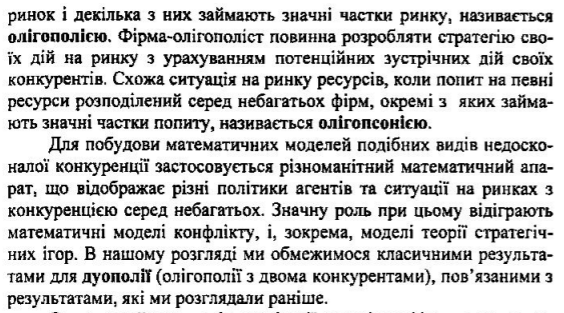 ринок і декілька з них займають значні частки ринку, називається
олігополією. Фірма-олігополіст повинна розробляти стратегію сво-
їх дій на ринку з урахуванням потенційних зустрічних дій своїх
конкурентів. Схожа ситуація на ринку ресурсів, коли попит на певні
ресурси розподілений серед небагатьох фірм, окремі з яких займа-
ють значні частки попиту, називається олігопсонією.
Для побудови математичних моделей подібних видів недоско-
налої конкуренції застосовується різноманітний математичний апа-
рат, що відображає різні політики агентів та ситуації на ринках з
конкуренцією серед небагатьох. Значну роль при цьому відіграють
математичні моделі конфлікту, і, зокрема, моделі теорії стратегіч-
них ігор. В нашому розгляді ми обмежимося класичними результа-
тами для дуополії (олігополії з двома конкурентами), пов’язаними з
результатами, які ми розглядали раніше.